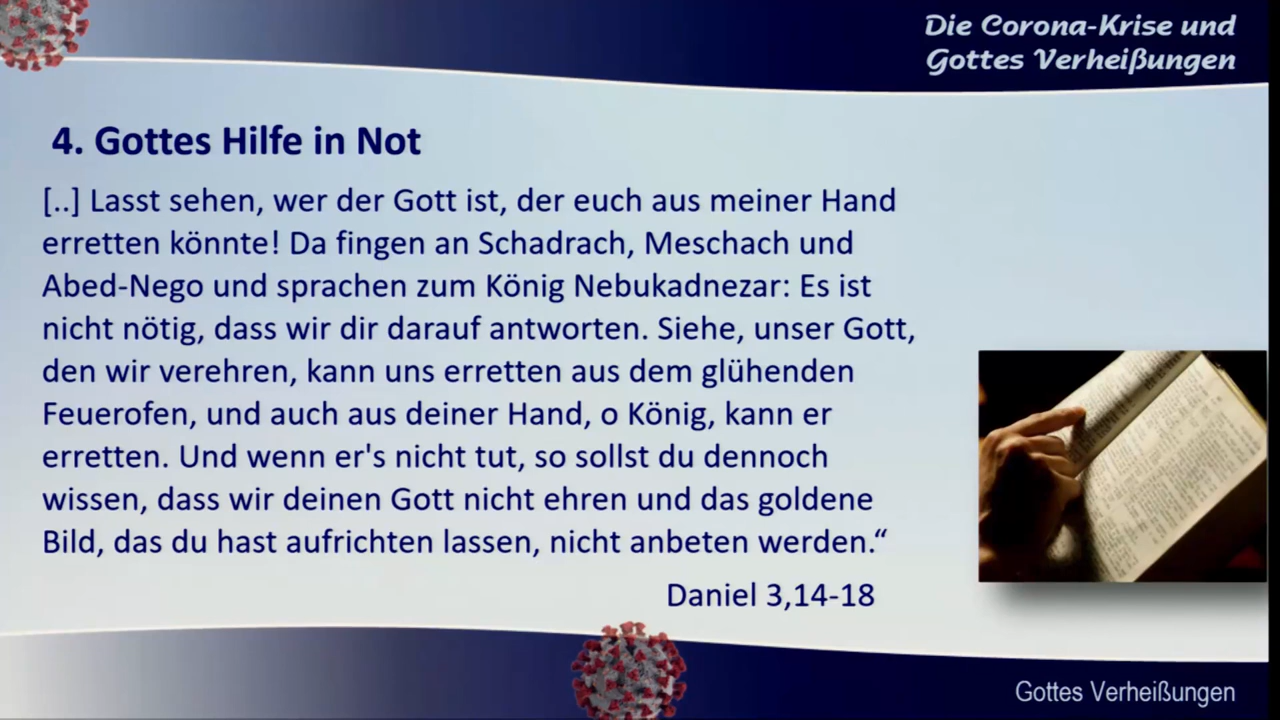 Die Corona-Krise und
Gottes Verheißungen
4. Gottes Hilfe in Not
[..] Lasst sehen, wer der Gott ist, der euch aus meiner Hand
erretten könnte! Da fingen an Schadrach, Meschach und
Abed-Nego und sprachen zum König Nebukadnezar: Es ist
nicht nötig, dass wir dir darauf antworten. Siehe, unser Gott,
den wir verehren, kann uns erretten aus dem glühenden
Feuerofen, und auch aus deiner Hand, o König, kann er
erretten. Und wenn er's nicht tut, so sollst du dennoch
wissen, dass wir deinen Gott nicht ehren und das goldene
Bild, das du hast aufrichten lassen, nicht anbeten werden.“
Daniel 3,14-18
Gottes Verheißungen